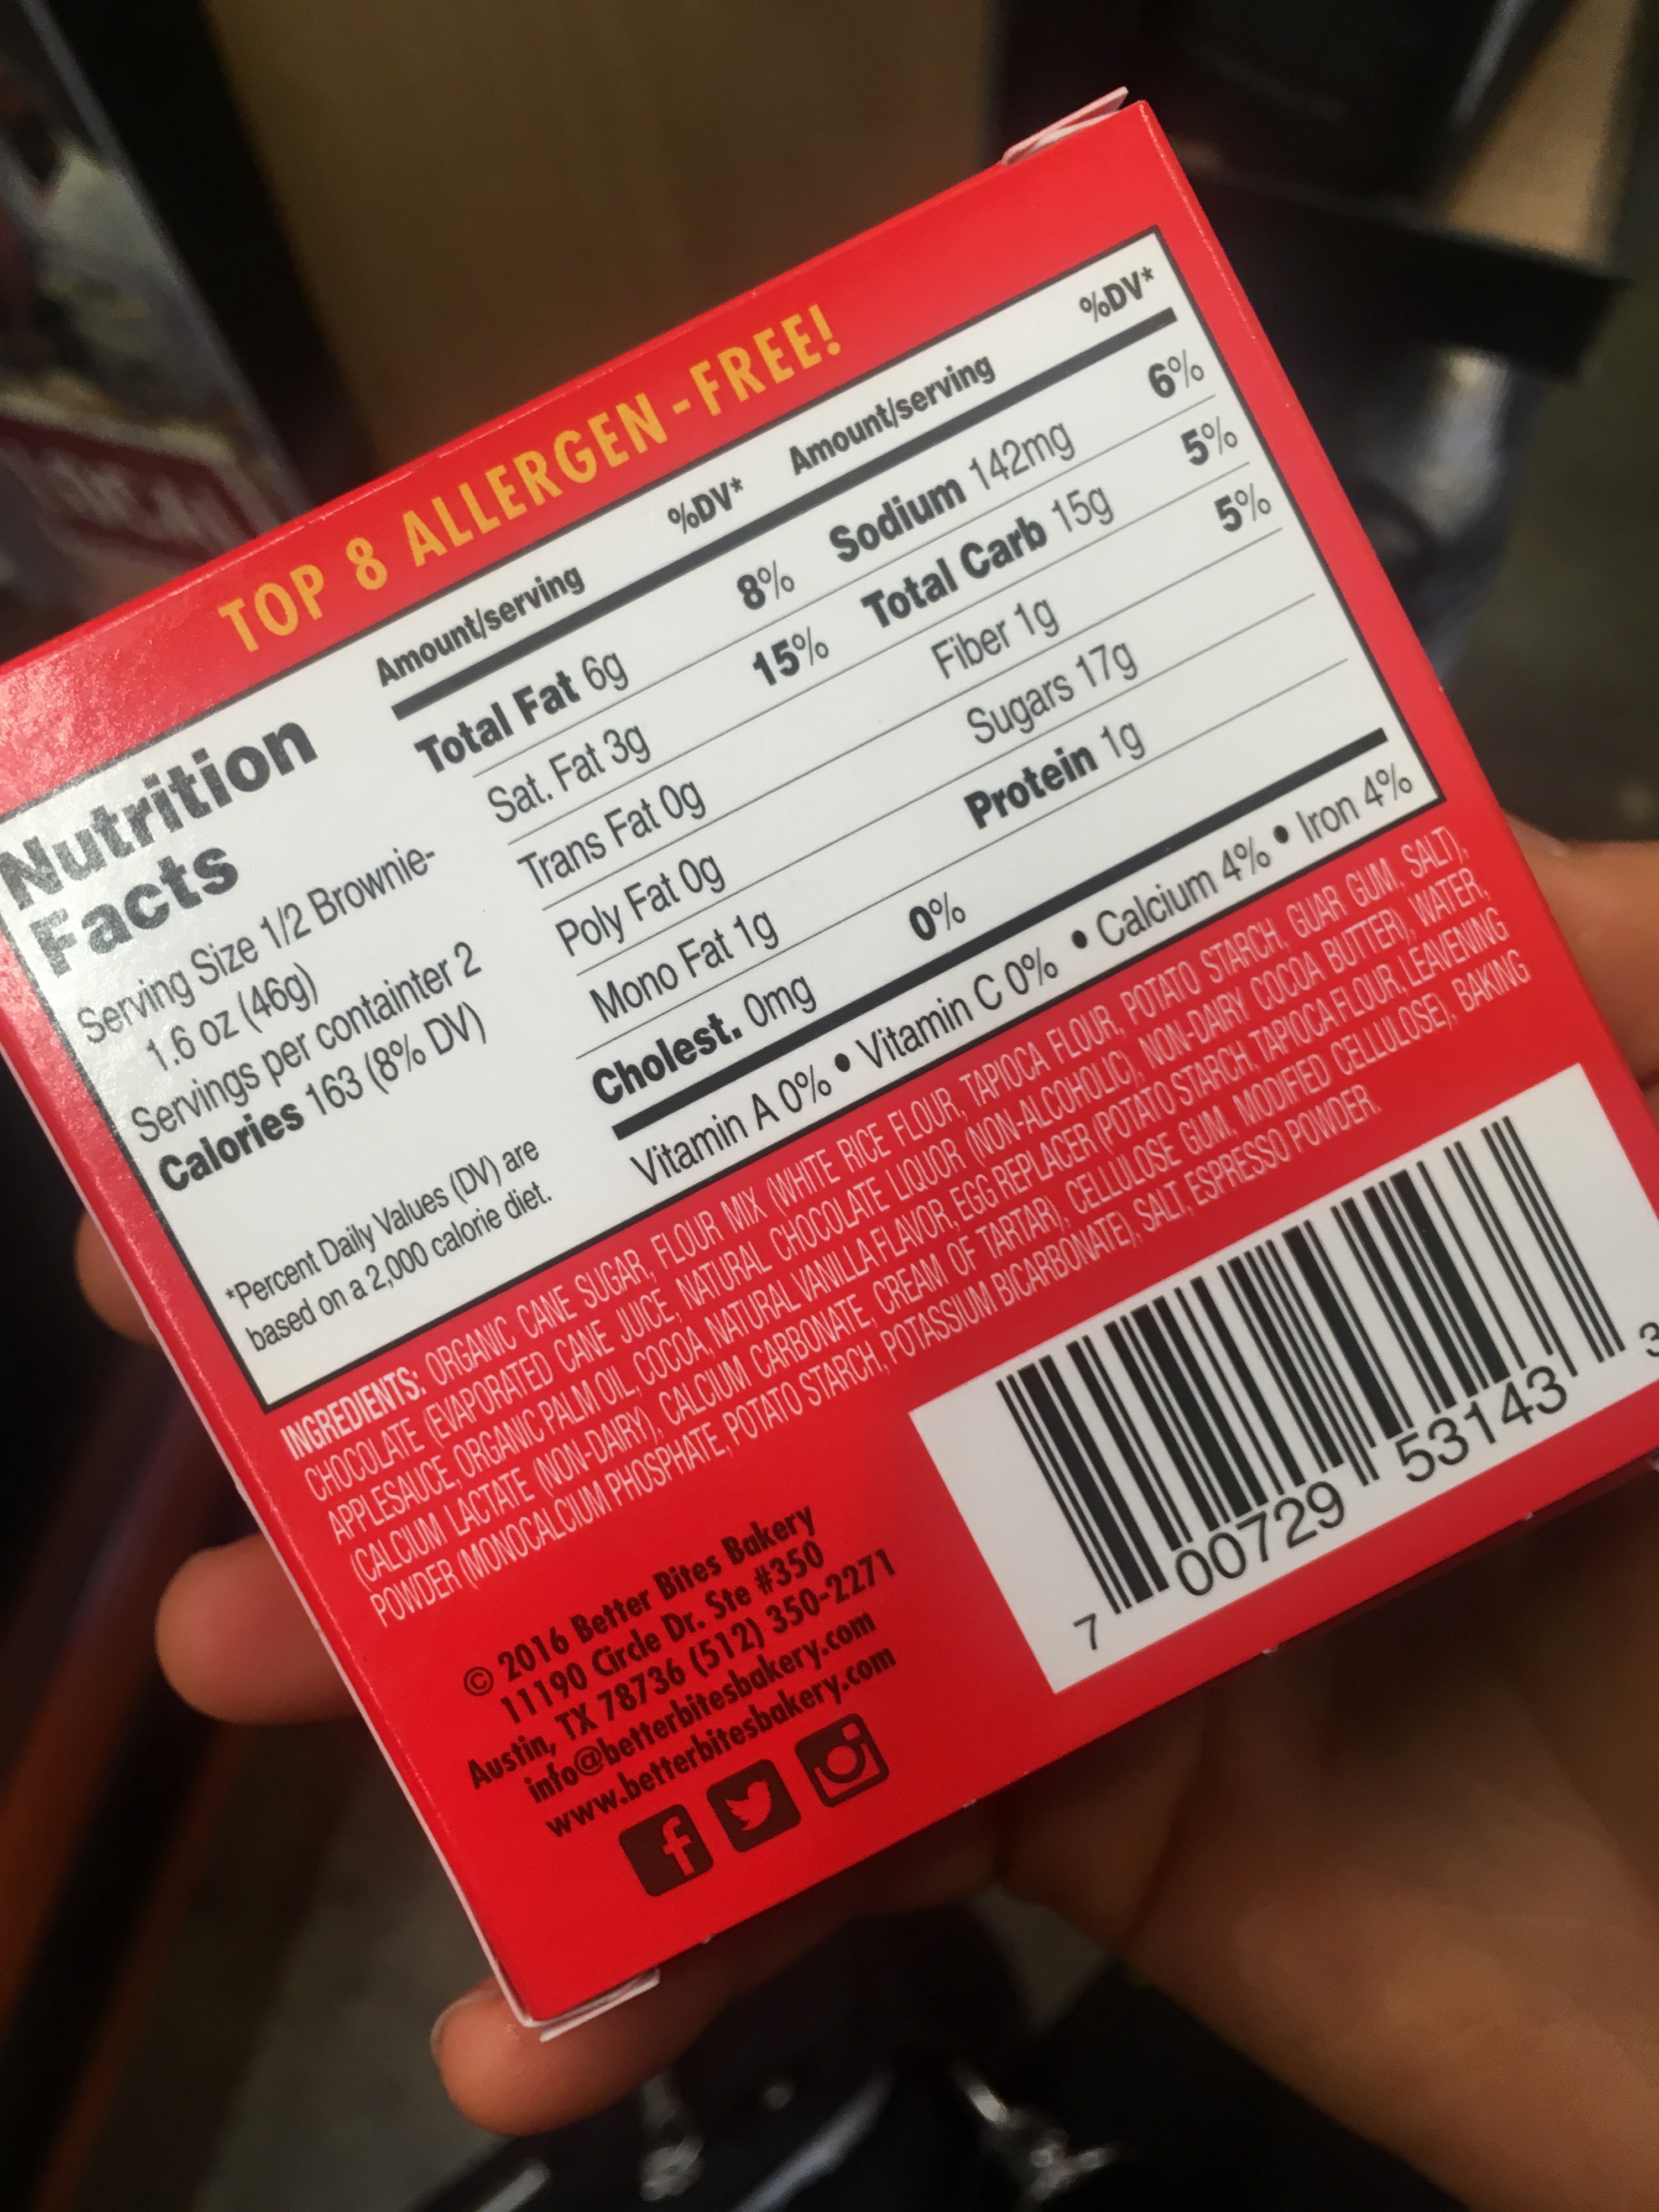 TOP 8 ALLERGEN-FREE!
Nutrition
Facts
Serving Size 1/2 Brownie-
1.6 oz (46g)
Servings per containter 2
Calories 163 (8% DV)
*Percent Daily Values (DV) are
based on a 2,000 calorie diet.
Amount/serving %DV* Amount/serving %DV*
Total Fat 6g 8% Sodium 142mg 6%
Sat. Fat 3g 15% Total Carb 15g 5%
Trans Fat 0g Fiber 1g 5%
Poly Fat 0g Sugars 17g
Mono Fat 1g Protein 1g
Cholest. 0mg 0%
Vitamin A 0% • Vitamin C 0% • Calcium 4% • Iron 4%
INGREDIENTS: ORGANIC CANE SUGAR, FLOUR MIX (WHITE RICE FLOUR, TAPIOCA FLOUR, POTATO STARCH, GUAR GUM, SALT),
CHOCOLATE (EVAPORATED CANE JUICE, NATURAL CHOCOLATE LIQUOR (NON-ALCOHOLIC), NON-DAIRY COCOA BUTTER), WATER,
APPLESAUCE, ORGANIC PALM OIL, COCOA, NATURAL VANILLA FLAVOR, EGG REPLACER (POTATO STARCH, TAPIOCA FLOUR, LEAVENING
(CALCIUM LACTATE (NON-DAIRY), CALCIUM CARBONATE, CREAM OF TARTAR), CELLULOSE GUM, MODIFIED CELLULOSE), BAKING
POWDER (MONOCALCIUM PHOSPHATE, POTATO STARCH, POTASSIUM BICARBONATE), SALT, ESPRESSO POWDER.
© 2016 Better Bites Bakery
11190 Circle Dr. Ste #350
Austin, TX 78736 (512) 350-2271
info@betterbitesbakery.com
www.betterbitesbakery.com
7 00729 53143 3